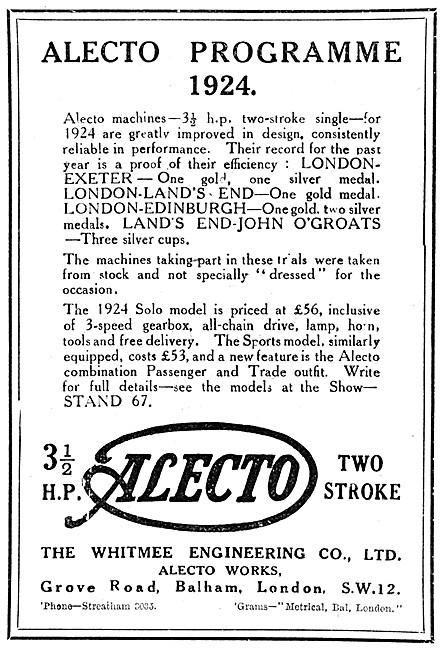 ALECTO PROGRAMME
1924.
Alecto machines—3½ h.p. two-stroke single—for
1924 are greatly improved in design, consistently
reliable in performance. Their record for the past
year is a proof of their efficiency : LONDON-
EXETER — One gold, one silver medal.
LONDON-LAND'S END—One gold medal.
LONDON-EDINBURGH—One gold, two silver
medals. LAND'S END-JOHN O'GROATS
—Three silver cups.
The machines taking-part in these trials were taken
from stock and not specially "dressed" for the
occasion.
The 1924 Solo model is priced at £56, inclusive
of 3-speed gearbox, all-chain drive, lamp, horn,
tools and free delivery. The Sports model, similarly
equipped, costs £53, and a new feature is the Alecto
combination Passenger and Trade outfit. Write
for full details—see the models at the Show—
STAND 67.
3½ H.P. ALECTO TWO STROKE
THE WHITMEE ENGINEERING CO., LTD.
ALECTO WORKS,
Grove Road, Balham, London, S.W.12.
'Phone—Streatham 'Grams—"Metrical, Bal, London."